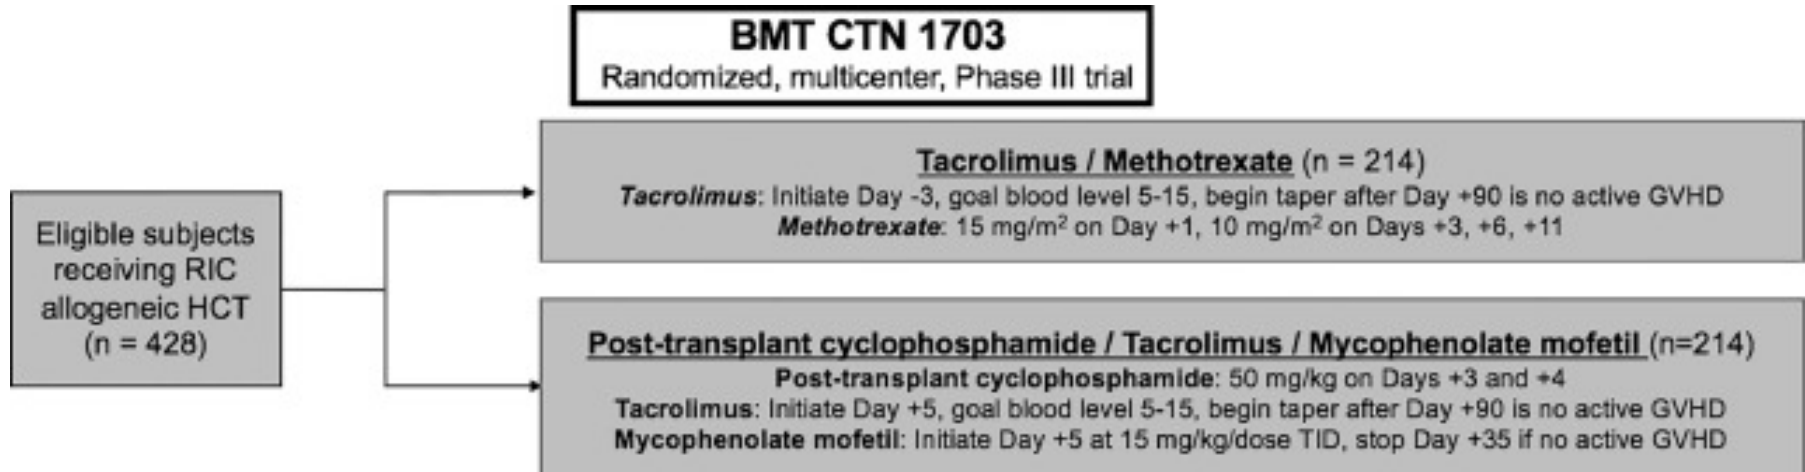 BMT CTN 1703
Randomized, multicenter, Phase III trial
Eligible subjects
receiving RIC
allogeneic HCT
(n = 428)
Tacrolimus / Methotrexate (n = 214)
Tacrolimus: Initiate Day -3, goal blood level 5-15, begin taper after Day +90 is no active GVHD
Methotrexate: 15 mg/m² on Day +1, 10 mg/m² on Days +3, +6, +11
Post-transplant cyclophosphamide / Tacrolimus / Mycophenolate mofetil (n=214)
Post-transplant cyclophosphamide: 50 mg/kg on Days +3 and +4
Tacrolimus: Initiate Day +5, goal blood level 5-15, begin taper after Day +90 is no active GVHD
Mycophenolate mofetil: Initiate Day +5 at 15 mg/kg/dose TID, stop Day +35 if no active GVHD